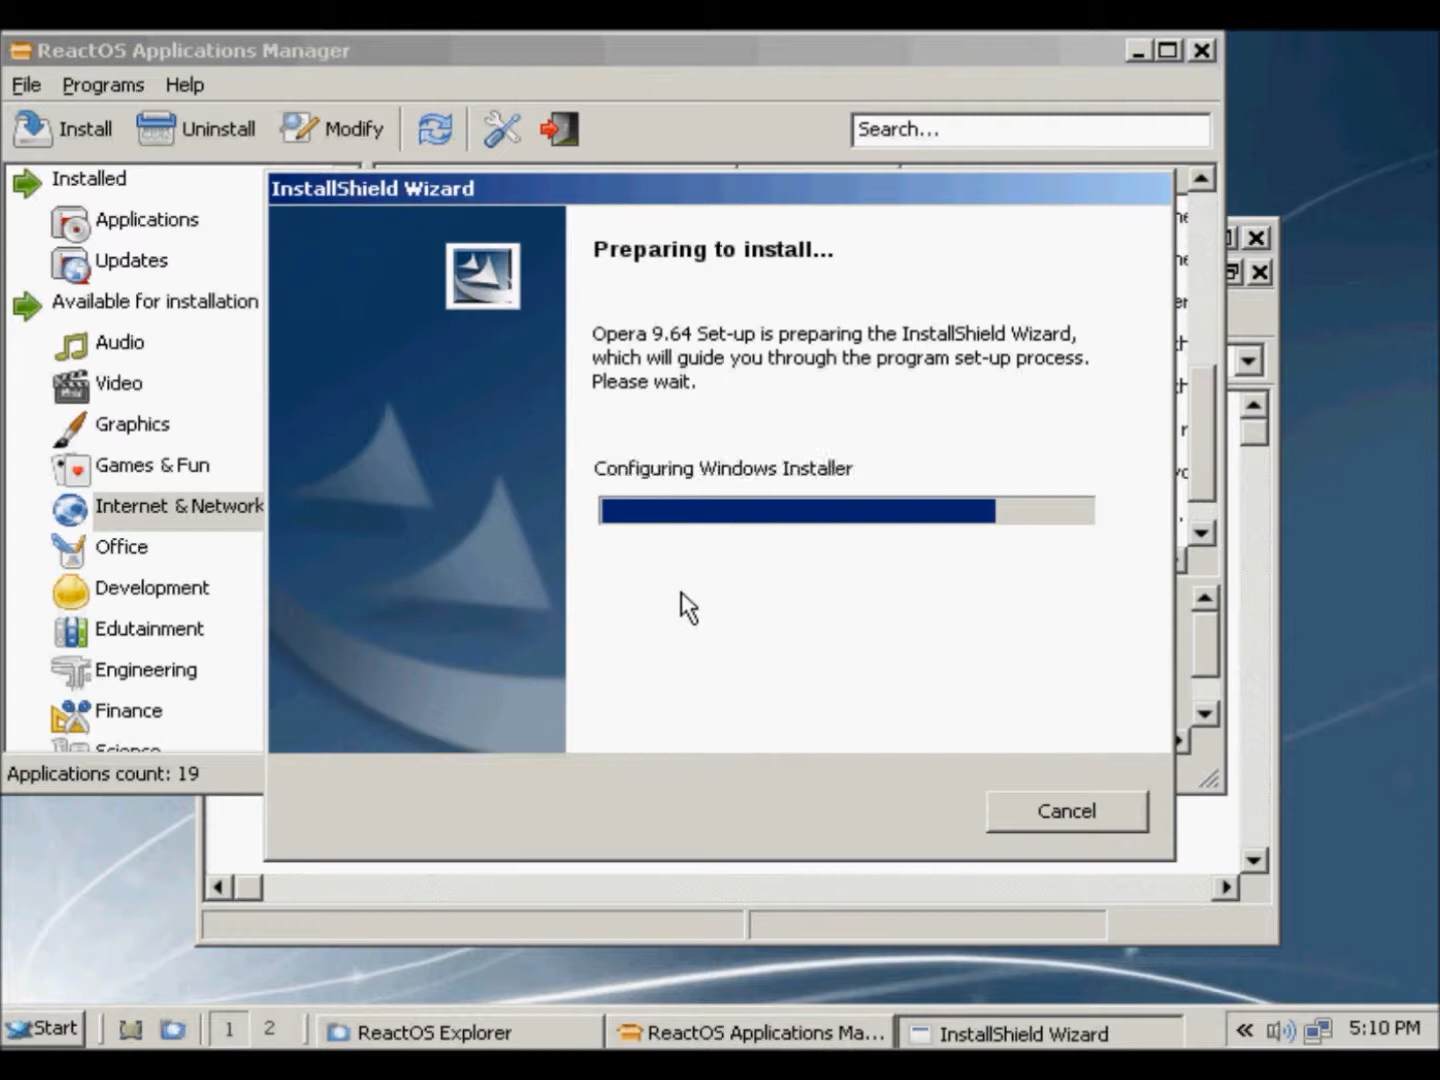 ReactOS Applications Manager
File Programs Help
Install Uninstall Modify Search...
Installed
Applications
Updates
Available for installation
Audio
Video
Graphics
Games & Fun
Internet & Network
Office
Development
Edutainment
Engineering
Finance
Science
Applications count: 19
InstallShield Wizard
Preparing to install...
Opera 9.64 Set-up is preparing the InstallShield Wizard,
which will guide you through the program set-up process.
Please wait.
Configuring Windows Installer
Cancel
Start 1 2 ReactOS Explorer ReactOS Applications Ma... InstallShield Wizard « 5:10 PM